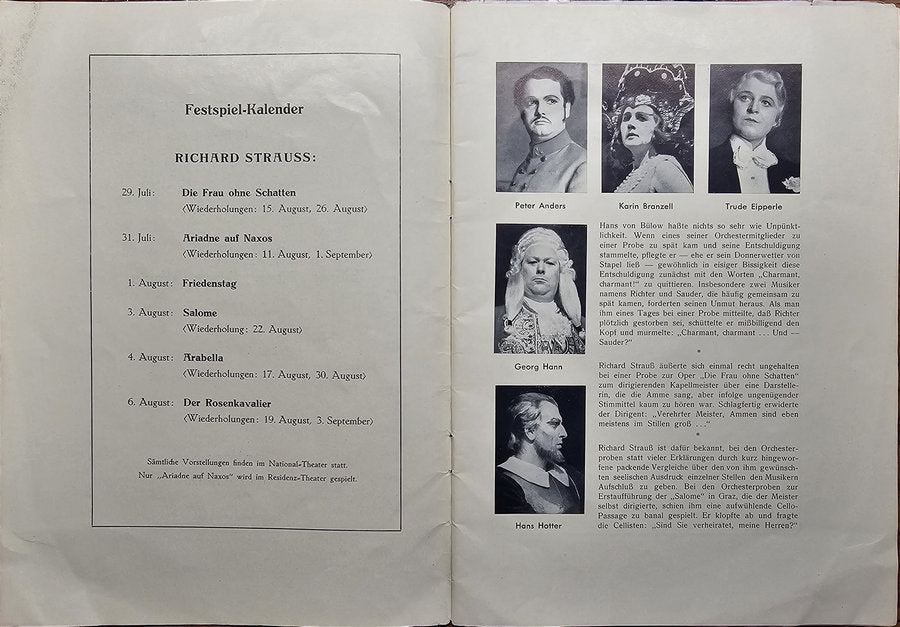 Festspiel-Kalender
RICHARD STRAUSS:
29. Juli: Die Frau ohne Schatten
(Wiederholungen: 15. August, 26. August)
31. Juli: Ariadne auf Naxos
(Wiederholungen: 11. August, 1. September)
1. August: Friedenstag
3. August: Salome
(Wiederholung: 22. August)
4. August: Arabella
(Wiederholungen: 17. August, 30. August)
6. August: Der Rosenkavalier
(Wiederholungen: 19. August, 3. September)
Sämtliche Vorstellungen finden im National-Theater statt.
Nur „Ariadne auf Naxos" wird im Residenz-Theater gespielt.
Peter Anders
Karin Branzell
Trude Eipperle
Georg Hann
Hans Hotter
Hans von Bülow haßte nichts so sehr wie Unpünkt-
lichkeit. Wenn eines seiner Orchestermitglieder zu
einer Probe zu spät kam und seine Entschuldigung
stammelte, pflegte er — ehe er sein Donnerwetter von
Stapel ließ — gewöhnlich in eisiger Bissigkeit diese
Entschuldigung zunächst mit den Worten „Charmant,
charmant!" zu quittieren. Insbesondere zwei Musiker
namens Richter und Sauder, die häufig gemeinsam zu
spät kamen, forderten seinen Unmut heraus. Als man
ihm eines Tages bei einer Probe mitteilte, daß Richter
plötzlich gestorben sei, schüttelte er mißbilligend den
Kopf und murmelte: „Charmant, charmant . . . Und —
Sauder?"
*
Richard Strauß äußerte sich einmal recht ungehalten
bei einer Probe zur Oper „Die Frau ohne Schatten"
zum dirigierenden Kapellmeister über eine Darstelle-
rin, die die Amme sang, aber infolge ungenügender
Stimmittel kaum zu hören war. Schlagfertig erwiderte
der Dirigent: „Verehrter Meister, Ammen sind eben
meistens im Stillen groß . . ."
*
Richard Strauß ist dafür bekannt, bei den Orchester-
proben statt vieler Erklärungen durch kurz hingewor-
fene packende Vergleiche über den von ihm gewünsch-
ten seelischen Ausdruck einzelner Stellen den Musikern
Aufschluß zu geben. Bei den Orchesterproben zur
Erstaufführung der „Salome" in Graz, die der Meister
selbst dirigierte, schien ihm eine aufwühlende Cello-
Passage zu banal gespielt. Er klopfte ab und fragte
die Cellisten: „Sind Sie verheiratet, meine Herren?"